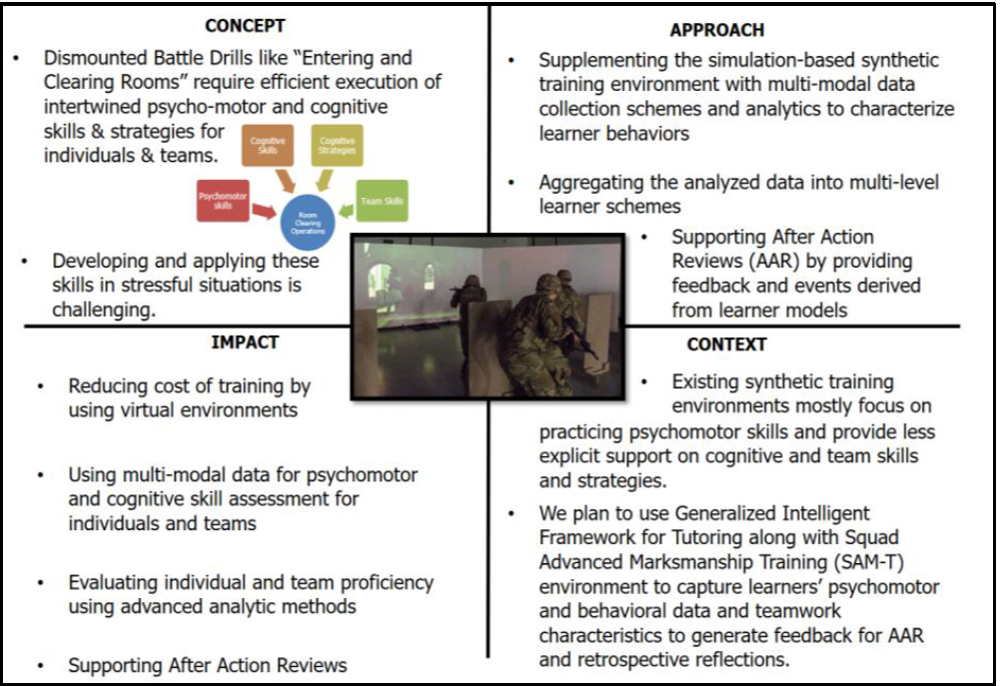 CONCEPT
• Dismounted Battle Drills like “Entering and
Clearing Rooms” require efficient execution of
intertwined psycho-motor and cognitive
skills & strategies for
individuals & teams.
Cognitive
Skills
Cognitive
Strategies
Psychomotor
skills
Team Skills
Room
Clearing
Operations
• Developing and applying these
skills in stressful situations is
challenging.
APPROACH
• Supplementing the simulation-based synthetic
training environment with multi-modal data
collection schemes and analytics to characterize
learner behaviors
• Aggregating the analyzed data into multi-level
learner schemes
• Supporting After Action
Reviews (AAR) by providing
feedback and events derived
from learner models
IMPACT
• Reducing cost of training by
using virtual environments
• Using multi-modal data for psychomotor
and cognitive skill assessment for
individuals and teams
• Evaluating individual and team proficiency
using advanced analytic methods
• Supporting After Action Reviews
CONTEXT
• Existing synthetic training
environments mostly focus on
practicing psychomotor skills and provide less
explicit support on cognitive and team skills
and strategies.
• We plan to use Generalized Intelligent
Framework for Tutoring along with Squad
Advanced Marksmanship Training (SAM-T)
environment to capture learners’ psychomotor
and behavioral data and teamwork
characteristics to generate feedback for AAR
and retrospective reflections.